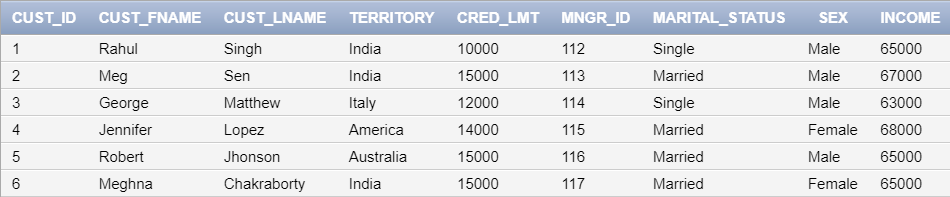 CUST_ID CUST_FNAME CUST_LNAME TERRITORY CRED_LMT MNGR_ID MARITAL_STATUS SEX INCOME
1 Rahul Singh India 10000 112 Single Male 65000
2 Meg Sen India 15000 113 Married Male 67000
3 George Matthew Italy 12000 114 Single Male 63000
4 Jennifer Lopez America 14000 115 Married Female 68000
5 Robert Jhonson Australia 15000 116 Married Male 65000
6 Meghna Chakraborty India 15000 117 Married Female 65000